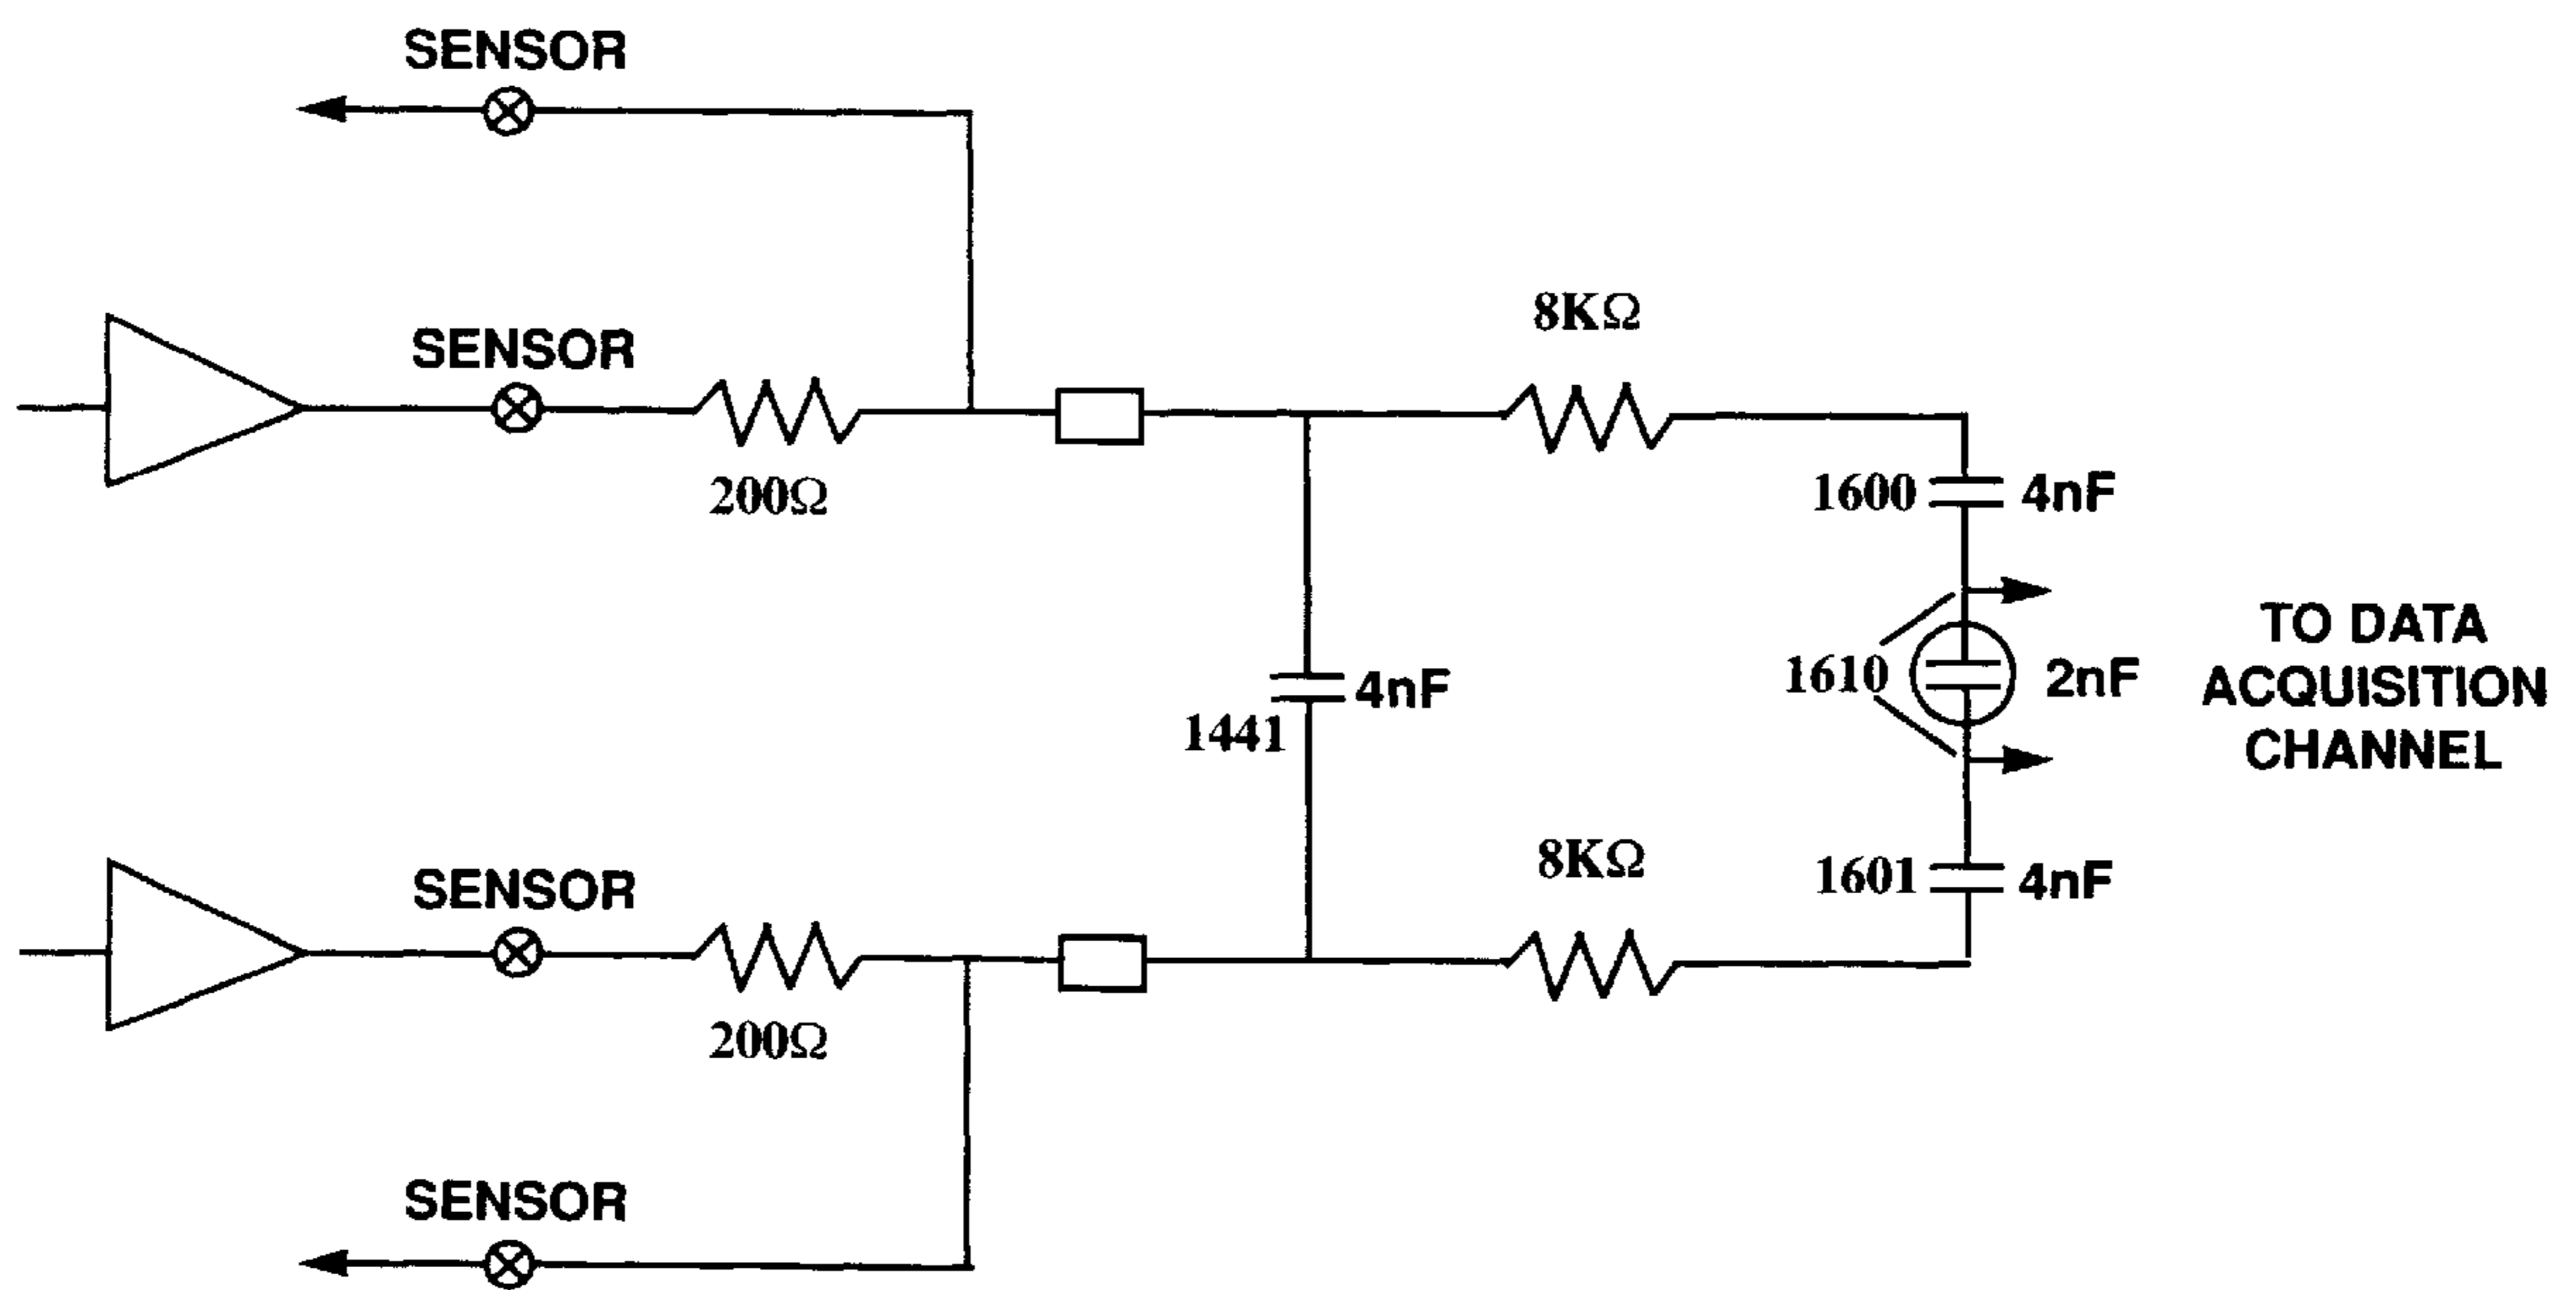 SENSOR
SENSOR
200Ω
8KΩ
1600
4nF
1441
4nF
1610
2nF
TO DATA
ACQUISITION
CHANNEL
SENSOR
200Ω
8KΩ
1601
4nF
SENSOR